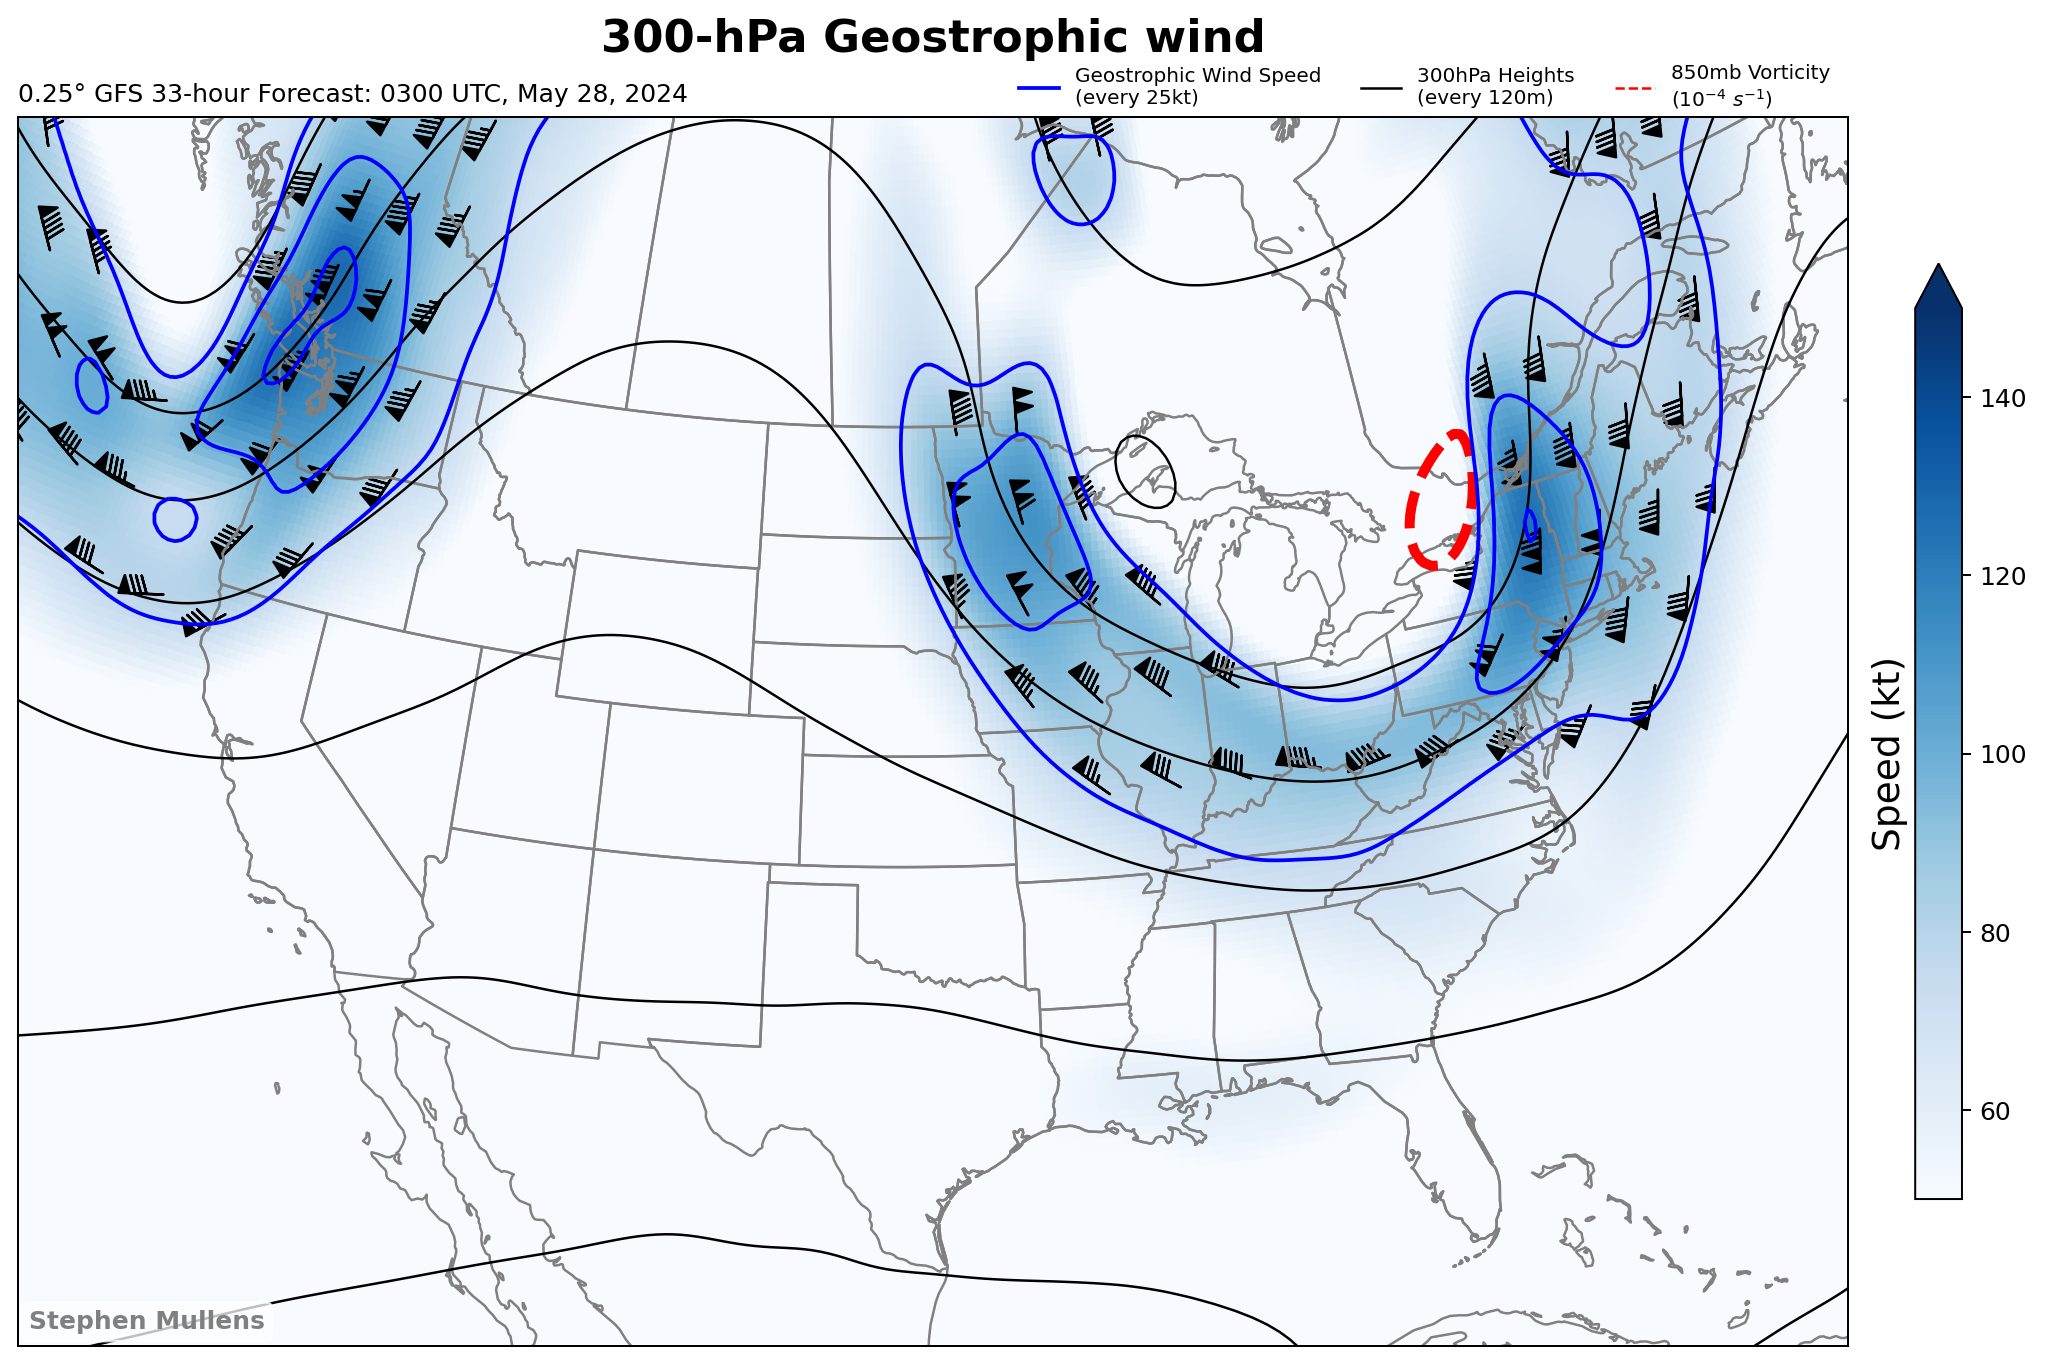 300-hPa Geostrophic wind
0.25° GFS 33-hour Forecast: 0300 UTC, May 28, 2024
Geostrophic Wind Speed
(every 25kt)
300hPa Heights
(every 120m)
850mb Vorticity
(10⁻⁴ s⁻¹)
140
120
100
80
60
Speed (kt)
Stephen Mullens